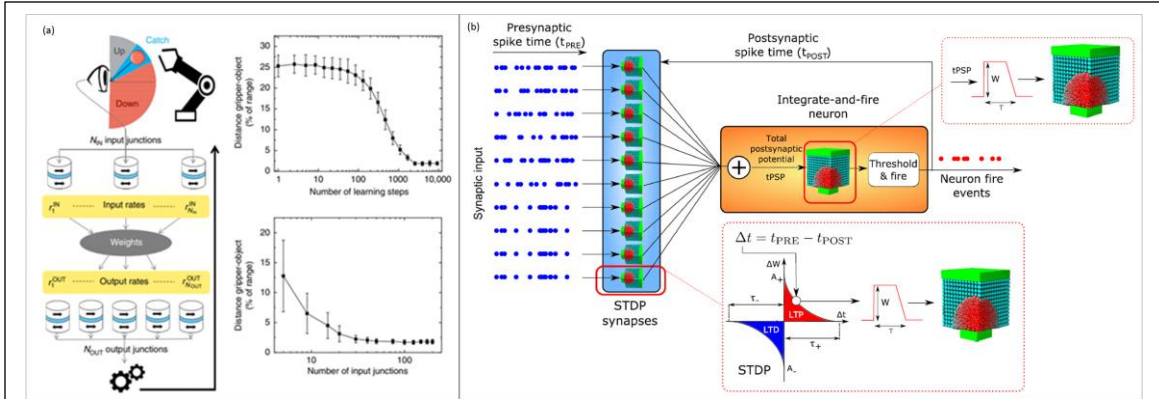 (a)
Up
Catch
Down
N_IN input junctions
r_1^IN Input rates r_{N_IN}^IN
Weights
r_1^OUT Output rates r_{N_OUT}^OUT
N_OUT output junctions
Distance gripper-object
(% of range)
30
25
20
15
10
5
0
1 10 100 1000 10,000
Number of learning steps
Distance gripper-object
(% of range)
20
15
10
5
0
10 100
Number of input junctions
(b)
Presynaptic
spike time (t_PRE)
Postsynaptic
spike time (t_POST)
Synaptic input
STDP
synapses
Integrate-and-fire
neuron
Total
postsynaptic
potential
tPSP
Threshold
& fire
Neuron fire
events
tPSP
W
T
Δt = t_PRE − t_POST
ΔW
A+
τ-
LTP
Δt
LTD
τ+
STDP
A-
W
T